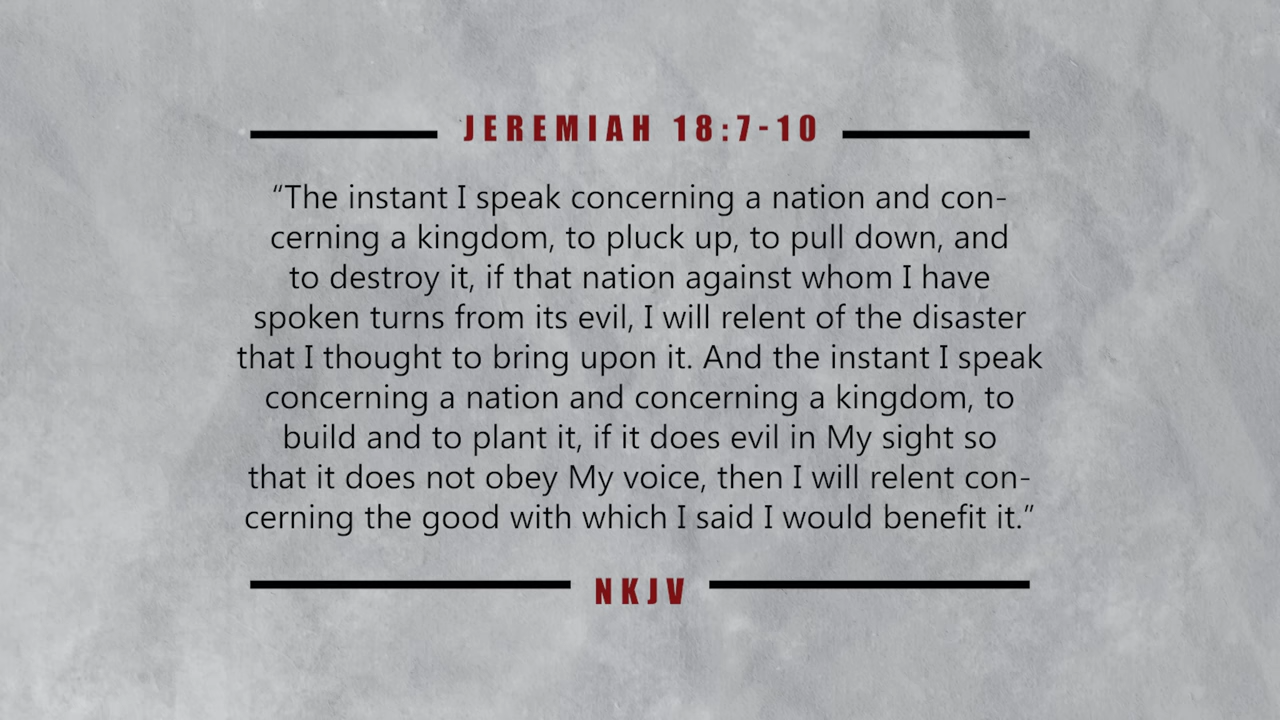 JEREMIAH 18:7-10
“The instant I speak concerning a nation and con-
cerning a kingdom, to pluck up, to pull down, and
to destroy it, if that nation against whom I have
spoken turns from its evil, I will relent of the disaster
that I thought to bring upon it. And the instant I speak
concerning a nation and concerning a kingdom, to
build and to plant it, if it does evil in My sight so
that it does not obey My voice, then I will relent con-
cerning the good with which I said I would benefit it.”
NKJV